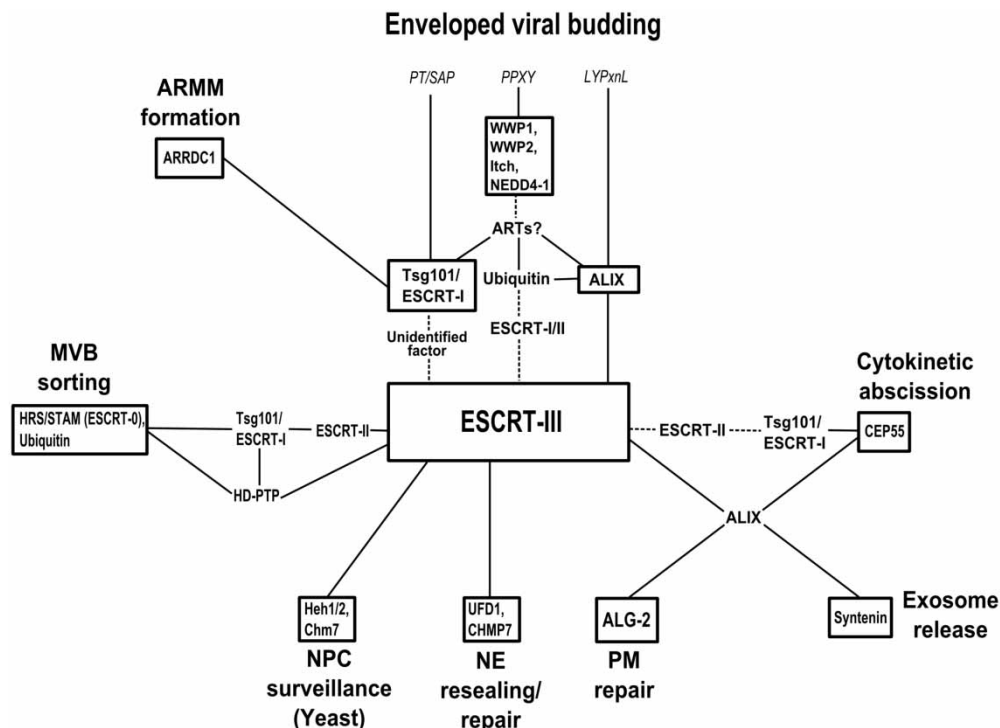 Enveloped viral budding
PT/SAP
PPXY
LYPxnL
ARMM
formation
ARRDC1
WWP1,
WWP2,
Itch,
NEDD4-1
ARTs?
Tsg101/
ESCRT-I
Ubiquitin
ALIX
Unidentified
factor
ESCRT-I/II
MVB
sorting
HRS/STAM (ESCRT-0),
Ubiquitin
Tsg101/
ESCRT-I
ESCRT-II
HD-PTP
ESCRT-III
Cytokinetic
abscission
ESCRT-II
Tsg101/
ESCRT-I
CEP55
ALIX
Heh1/2,
Chm7
NPC
surveillance
(Yeast)
UFD1,
CHMP7
NE
resealing/
repair
ALG-2
PM
repair
Syntenin
Exosome
release